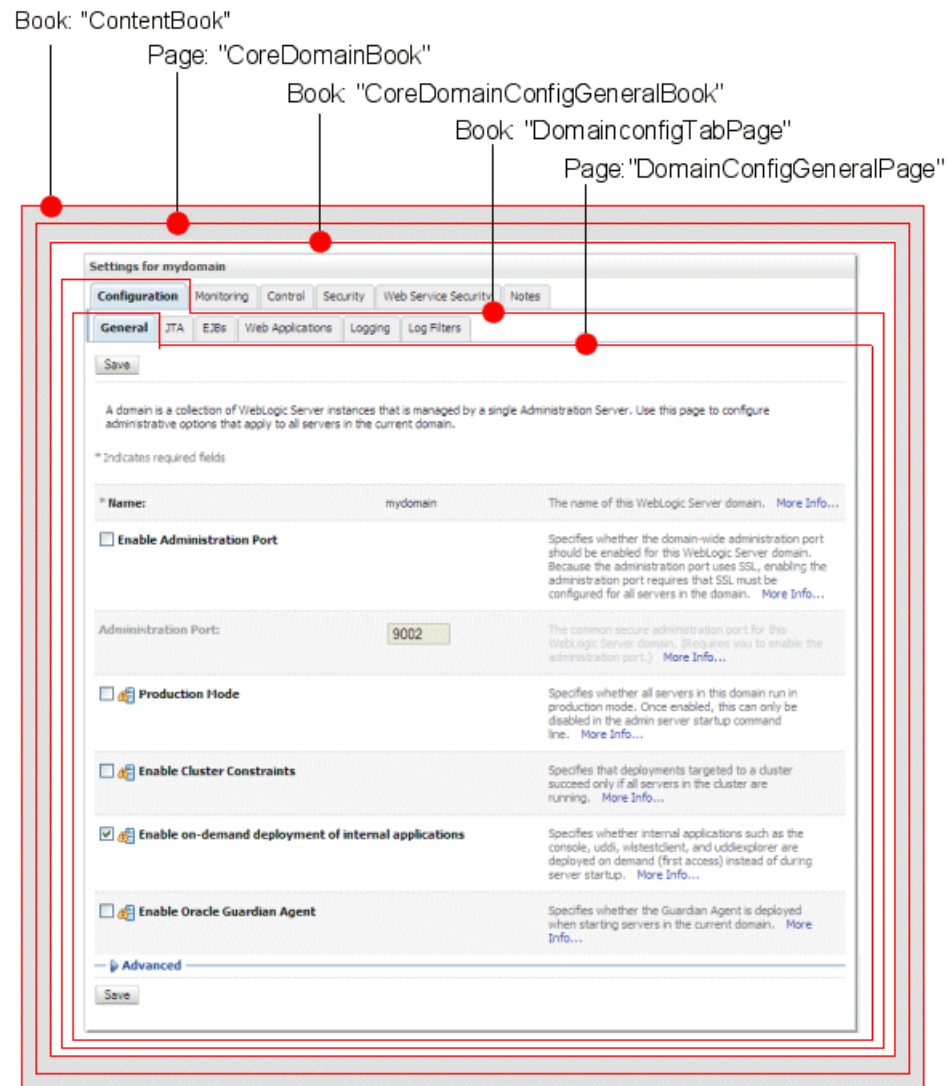 Book: "ContentBook"
Page: "CoreDomainBook"
Book: "CoreDomainConfigGeneralBook"
Book: "DomainconfigTabPage"
Page:"DomainConfigGeneralPage"
Settings for mydomain
Configuration Monitoring Control Security Web Service Security Notes
General JTA EJBs Web Applications Logging Log Filters
Save
A domain is a collection of WebLogic Server instances that is managed by a single Administration Server. Use this page to configure
administrative options that apply to all servers in the current domain.
* Indicates required fields
* Name: mydomain The name of this WebLogic Server domain. More Info...
Enable Administration Port Specifies whether the domain-wide administration port
should be enabled for this WebLogic Server domain.
Because the administration port uses SSL, enabling the
administration port requires that SSL must be
configured for all servers in the domain. More Info...
Administration Port: 9002 The common secure administration port for this
WebLogic Server domain. (Requires you to enable the
administration port.) More Info...
Production Mode Specifies whether all servers in this domain run in
production mode. Once enabled, this can only be
disabled in the admin server startup command
line. More Info...
Enable Cluster Constraints Specifies that deployments targeted to a cluster
succeed only if all servers in the cluster are
running. More Info...
Enable on-demand deployment of internal applications Specifies whether internal applications such as the
console, uddi, wlstestclient, and uddiexplorer are
deployed on demand (first access) instead of during
server startup. More Info...
Enable Oracle Guardian Agent Specifies whether the Guardian Agent is deployed
when starting servers in the current domain. More
Info...
Advanced
Save